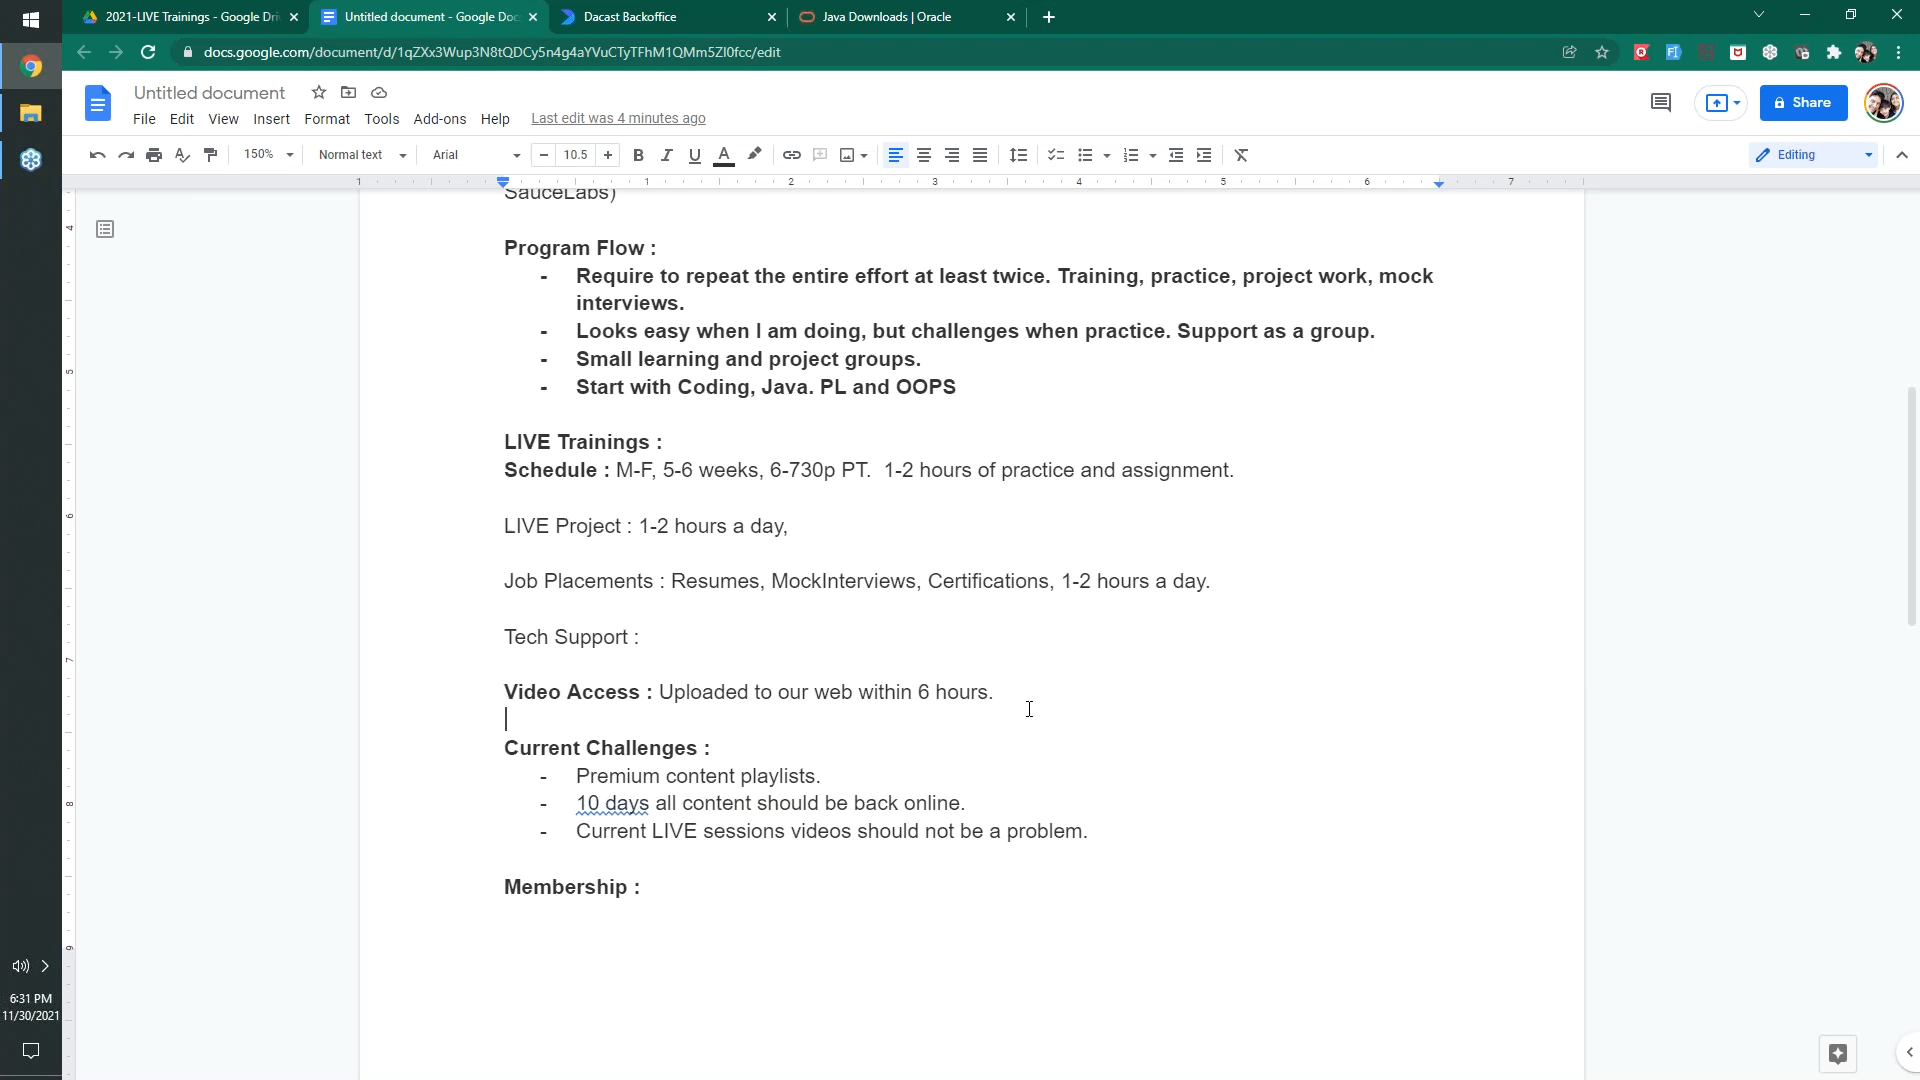 2021-LIVE Trainings - Google Dri
Untitled document - Google Doc
Dacast Backoffice
Java Downloads | Oracle
docs.google.com/document/d/1qZXx3Wup3N8tQDCy5n4g4aYVuCTyTFhM1QMm5Zl0fcc/edit
Untitled document
File Edit View Insert Format Tools Add-ons Help Last edit was 4 minutes ago
Share
150% Normal text Arial 10.5 Editing
1 1 2 3 4 5 6 7
SauceLabs)
Program Flow :
- Require to repeat the entire effort at least twice. Training, practice, project work, mock
interviews.
- Looks easy when I am doing, but challenges when practice. Support as a group.
- Small learning and project groups.
- Start with Coding, Java. PL and OOPS
LIVE Trainings :
Schedule : M-F, 5-6 weeks, 6-730p PT. 1-2 hours of practice and assignment.
LIVE Project : 1-2 hours a day,
Job Placements : Resumes, MockInterviews, Certifications, 1-2 hours a day.
Tech Support :
Video Access : Uploaded to our web within 6 hours.
Current Challenges :
- Premium content playlists.
- 10 days all content should be back online.
- Current LIVE sessions videos should not be a problem.
Membership :
6:31 PM
11/30/2021